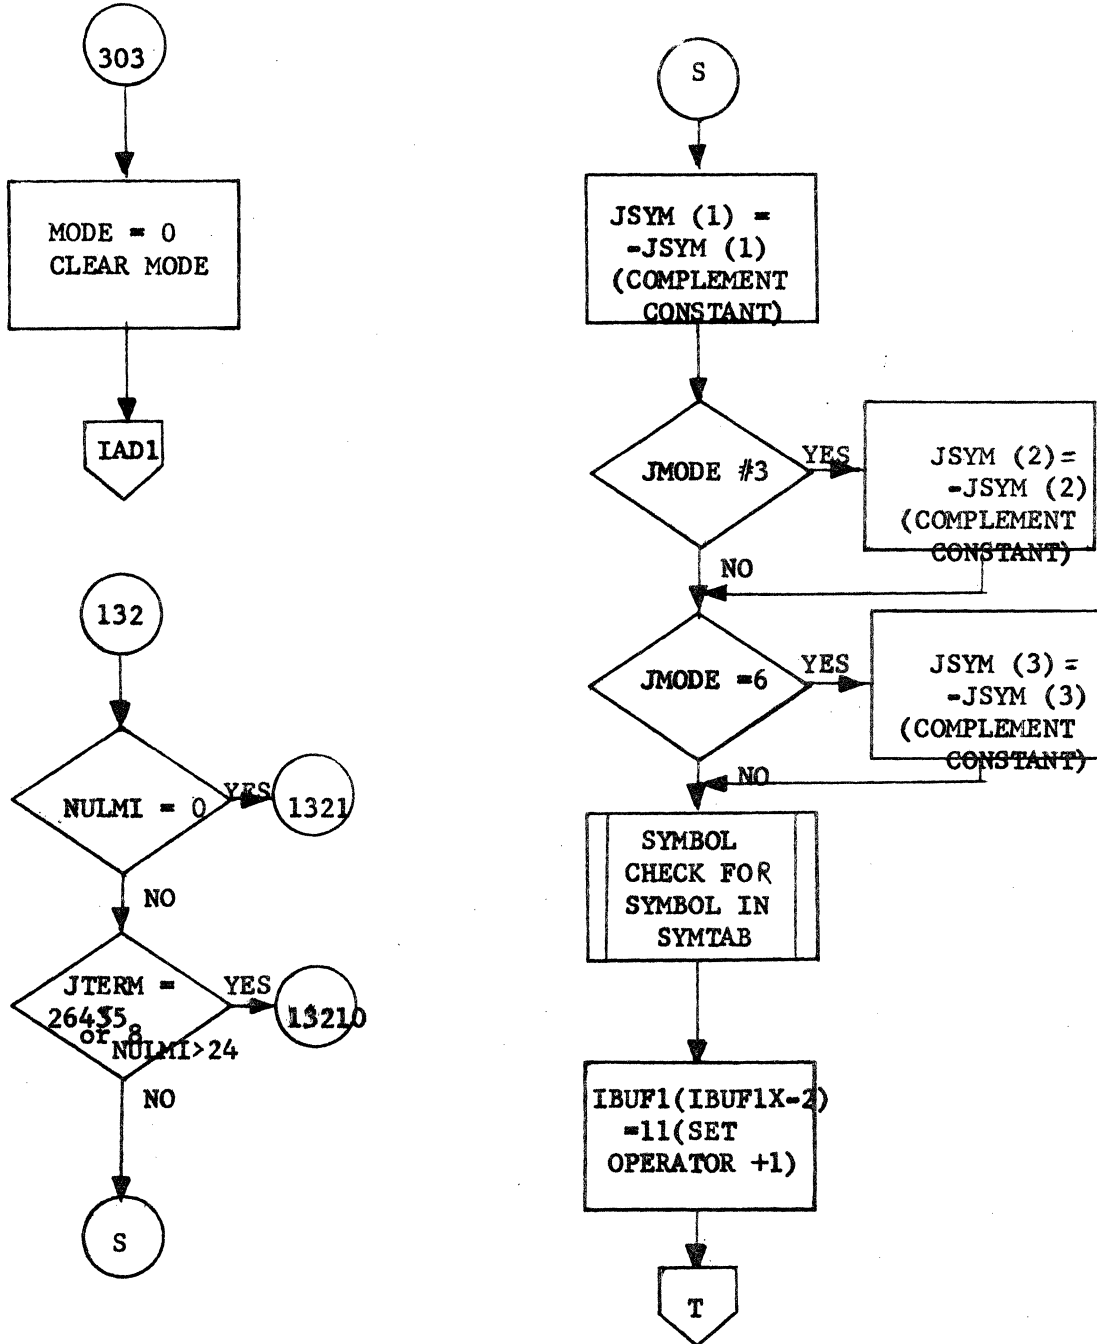 303
MODE = 0
CLEAR MODE
IAD1
132
NULMI = 0
YES
1321
NO
JTERM =
or 8
NULMI>24
YES
13210
NO
S
S
JSYM (1) =
-JSYM (1)
(COMPLEMENT
CONSTANT)
JMODE #3
YES
JSYM (2)=
-JSYM (2)
(COMPLEMENT
CONSTANT)
NO
JMODE =6
YES
JSYM (3)=
-JSYM (3)
(COMPLEMENT
CONSTANT)
NO
SYMBOL
CHECK FOR
SYMBOL IN
SYMTAB
IBUF1(IBUF1X-2)
=11(SET
OPERATOR +1)
T